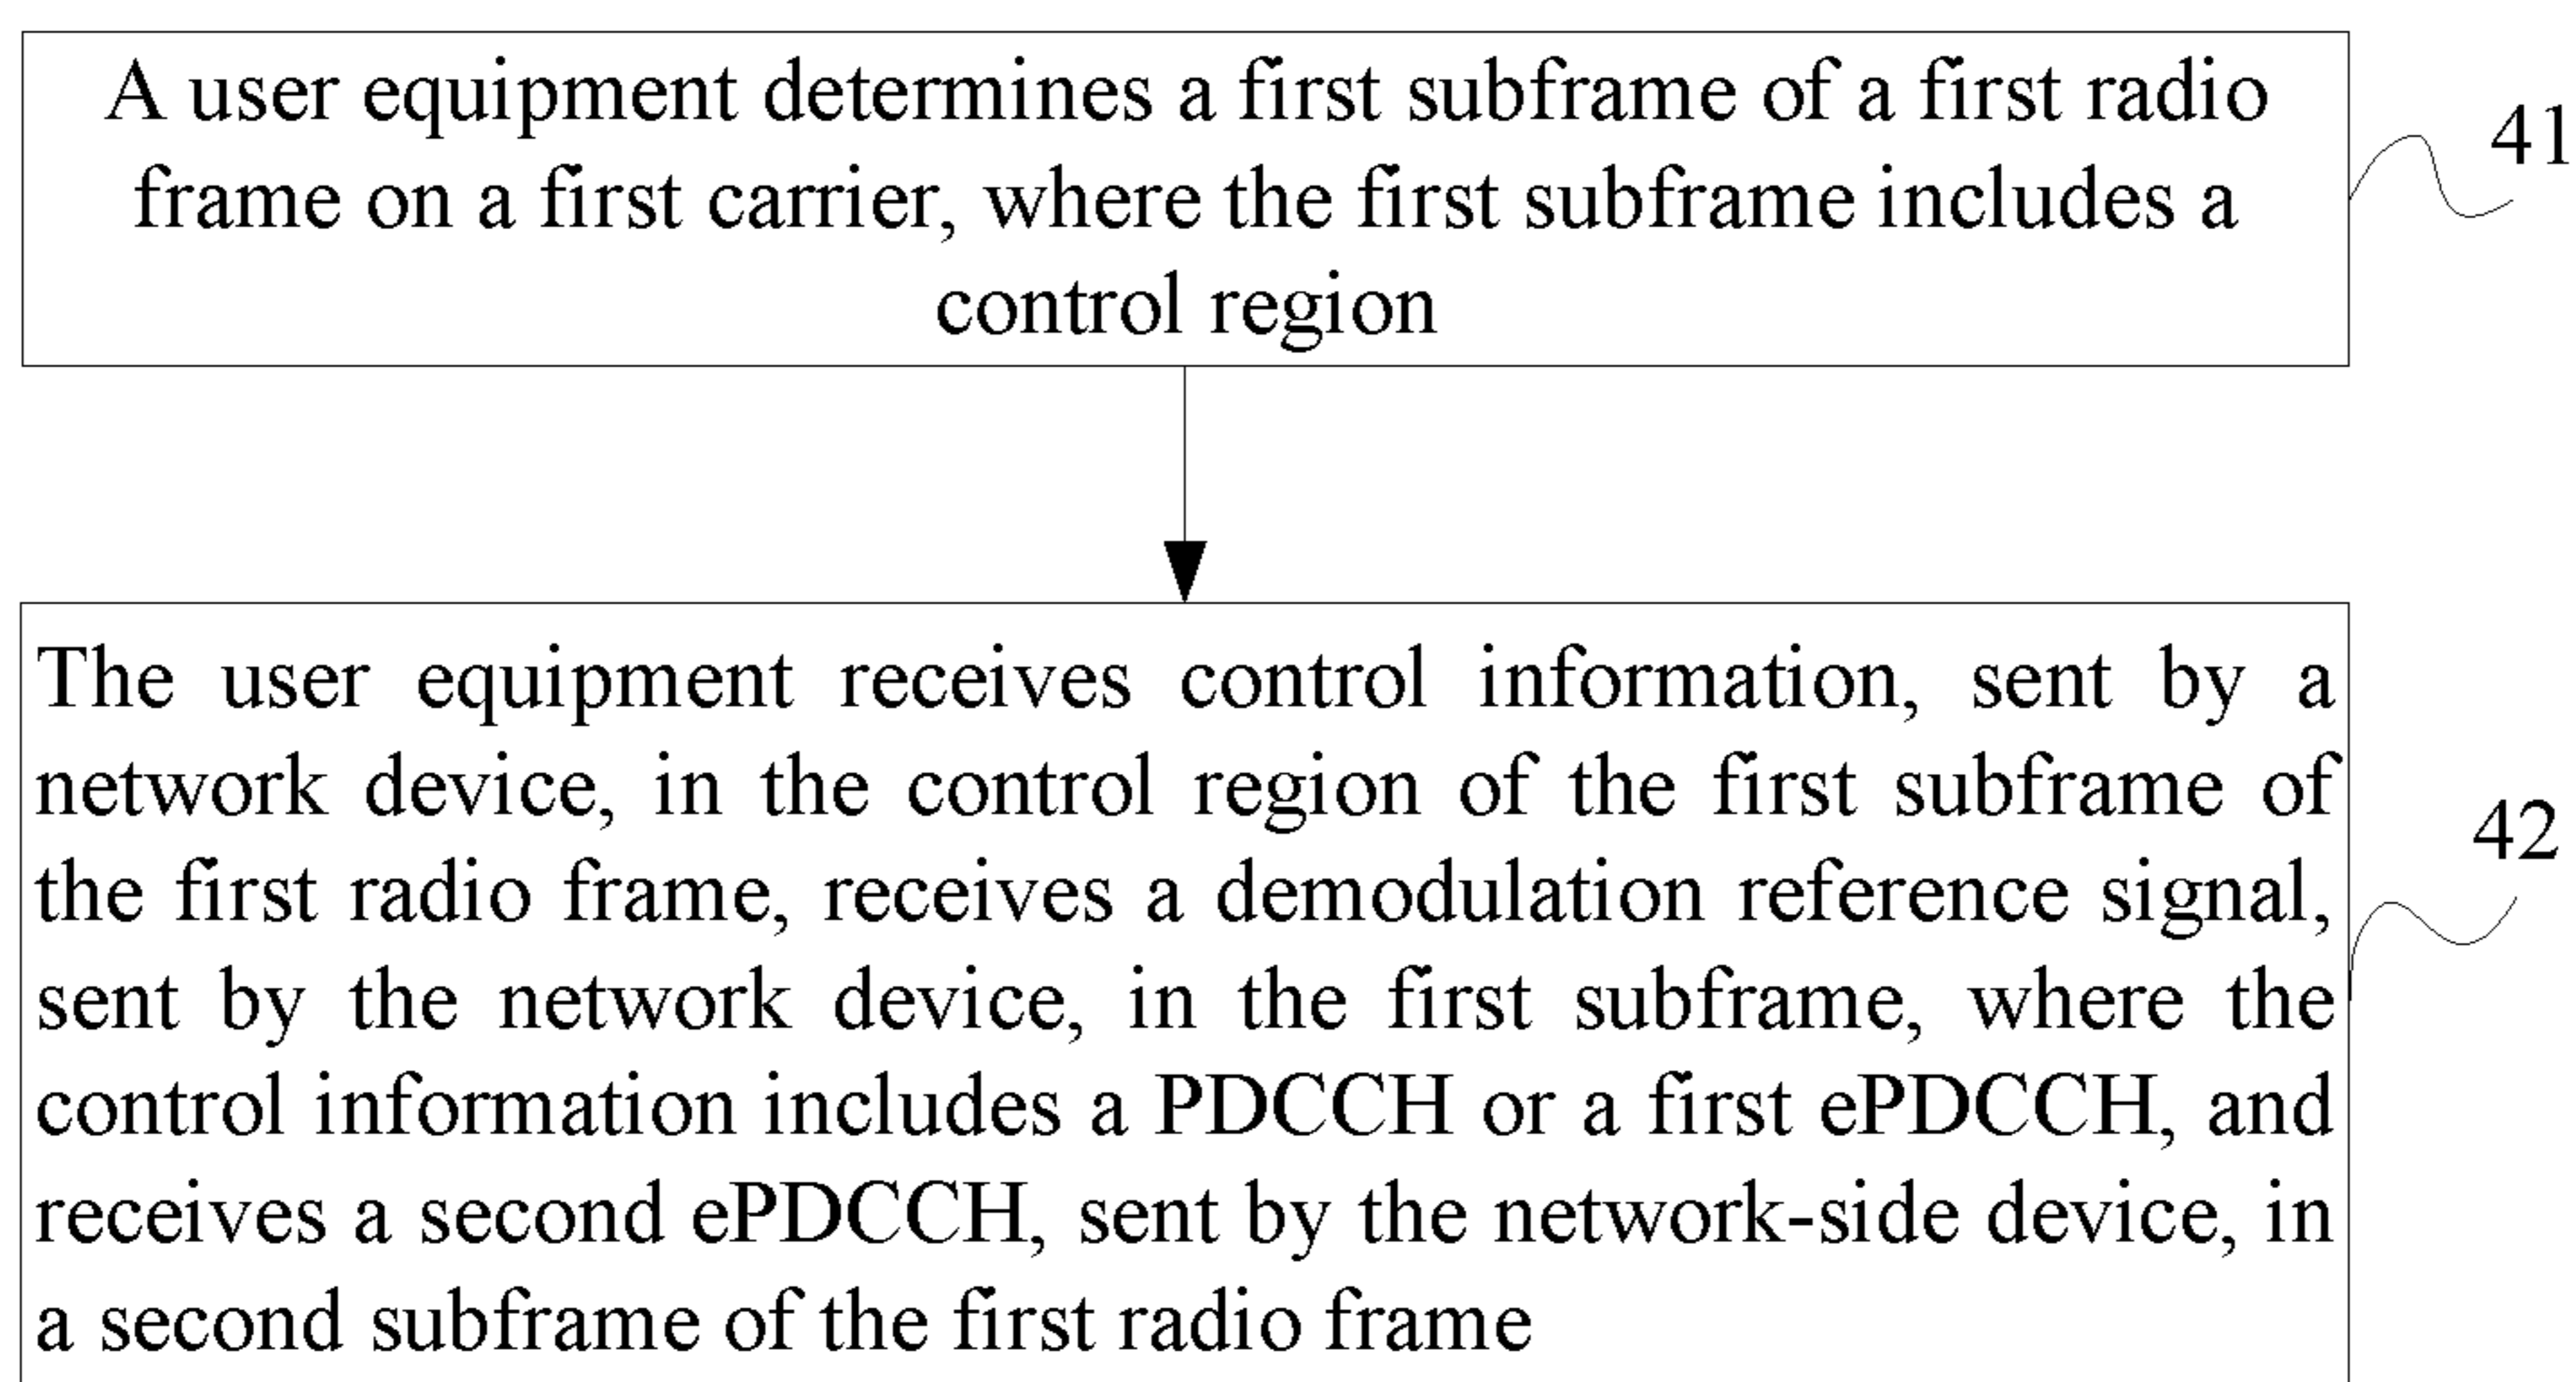 A user equipment determines a first subframe of a first radio
frame on a first carrier, where the first subframe includes a
control region
41
The user equipment receives control information, sent by a
network device, in the control region of the first subframe of
the first radio frame, receives a demodulation reference signal,
sent by the network device, in the first subframe, where the
control information includes a PDCCH or a first ePDCCH, and
receives a second ePDCCH, sent by the network-side device, in
a second subframe of the first radio frame
42